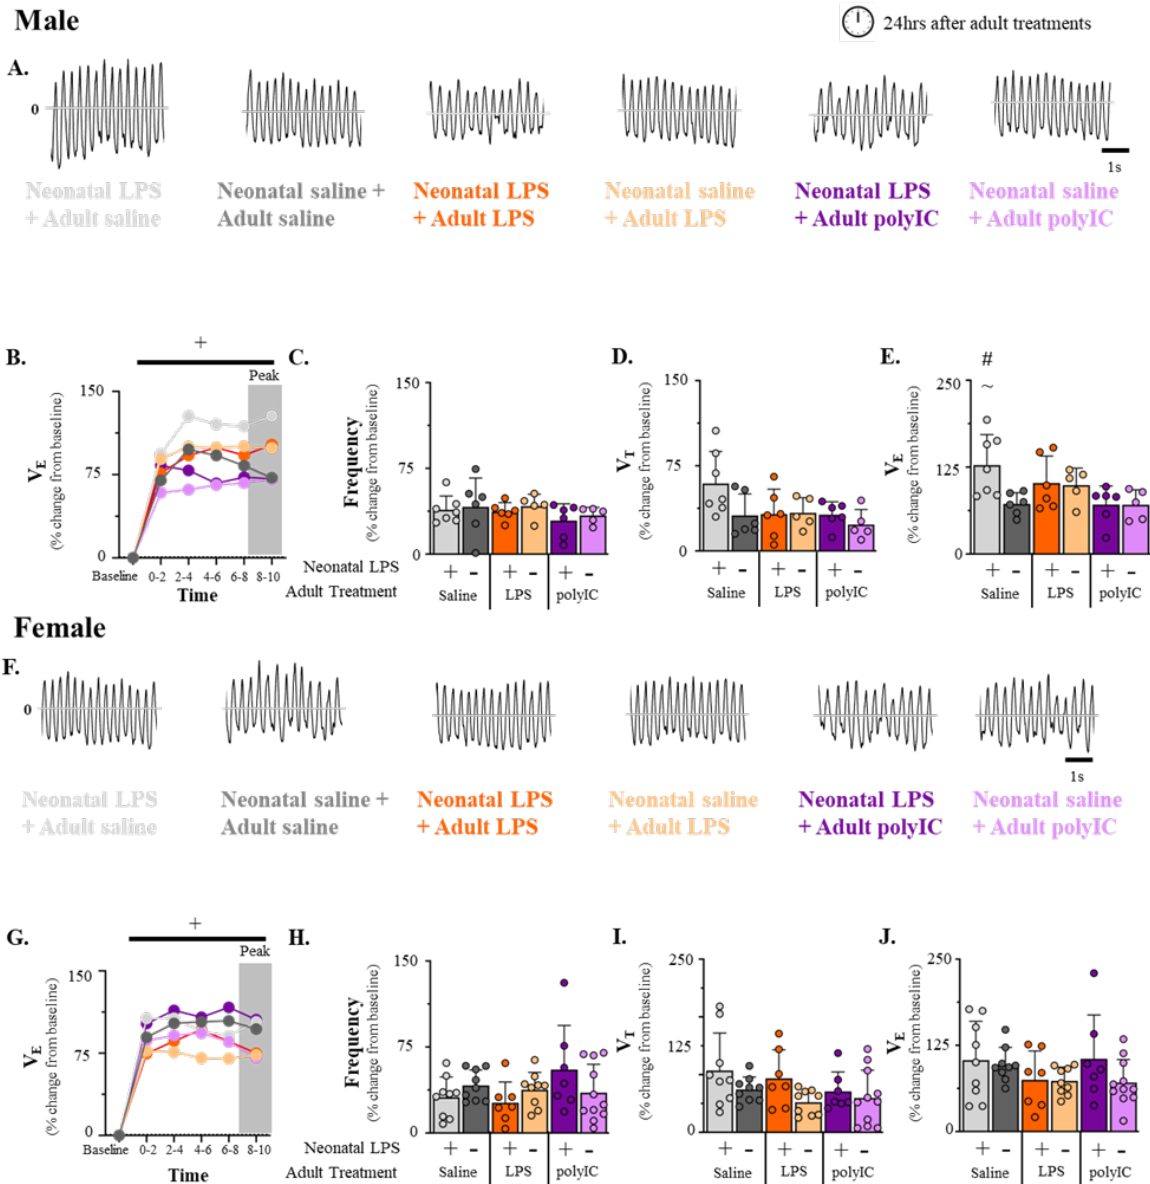 Male
24hrs after adult treatments
A.
0
1s
Neonatal LPS + Adult saline
Neonatal saline + Adult saline
Neonatal LPS + Adult LPS
Neonatal saline + Adult LPS
Neonatal LPS + Adult polyIC
Neonatal saline + Adult polyIC
B.
+
Peak
VE
(% change from baseline)
150
75
0
Baseline
0-2
2-4
4-6
6-8
8-10
Time
C.
Frequency
(% change from baseline)
150
75
0
Neonatal LPS
+ - + - + -
Adult Treatment
Saline LPS polyIC
D.
VT
(% change from baseline)
150
75
0
+ - + - + -
Saline LPS polyIC
E.
#
~
VE
(% change from baseline)
250
125
0
+ - + - + -
Saline LPS polyIC
Female
F.
0
1s
Neonatal LPS + Adult saline
Neonatal saline + Adult saline
Neonatal LPS + Adult LPS
Neonatal saline + Adult LPS
Neonatal LPS + Adult polyIC
Neonatal saline + Adult polyIC
G.
+
Peak
VE
(% change from baseline)
150
75
0
Baseline
0-2
2-4
4-6
6-8
8-10
Time
H.
Frequency
(% change from baseline)
150
75
0
Neonatal LPS
+ - + - + -
Adult Treatment
Saline LPS polyIC
I.
VT
(% change from baseline)
250
125
0
+ - + - + -
Saline LPS polyIC
J.
VE
(% change from baseline)
250
125
0
+ - + - + -
Saline LPS polyIC